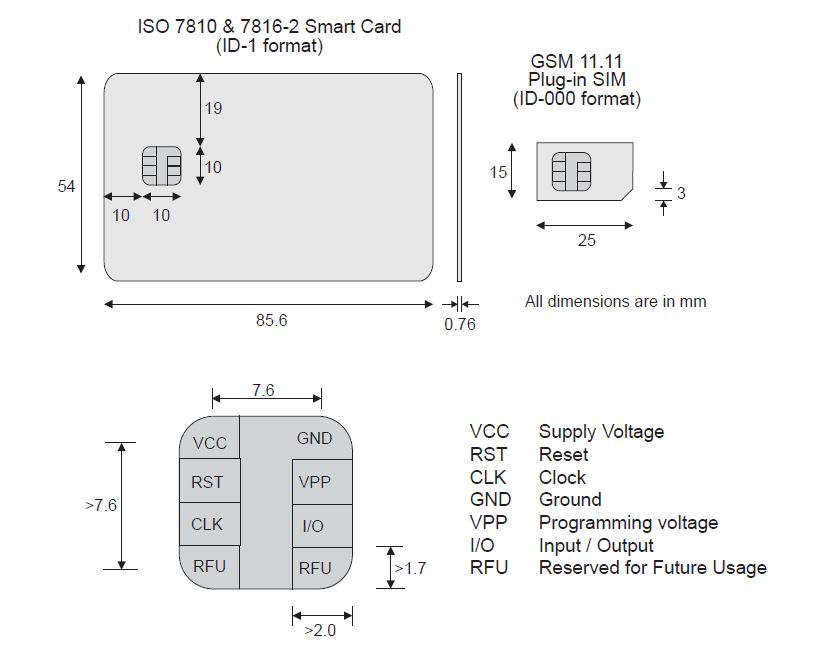 ISO 7810 & 7816-2 Smart Card
(ID-1 format)
GSM 11.11
Plug-in SIM
(ID-000 format)
19
10
54
10 10
15
3
25
85.6
0.76
All dimensions are in mm
7.6
VCC GND
RST VPP
CLK I/O
RFU RFU
>7.6
>1.7
>2.0
VCC Supply Voltage
RST Reset
CLK Clock
GND Ground
VPP Programming voltage
I/O Input / Output
RFU Reserved for Future Usage